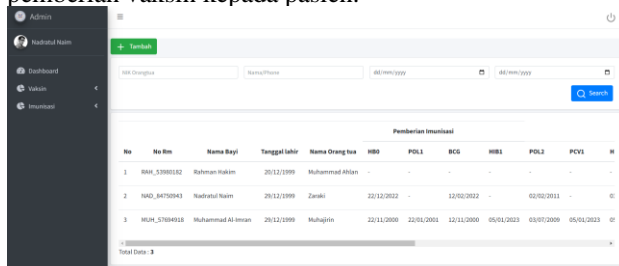 pemberian vaksin kepada pasien.
Admin
Nadratul Naim
Tambah
Dashboard
NIK Orangtua
Nama/Phone
dd/mm/yyyy
dd/mm/yyyy
Vaksin
Search
Imunisasi
Pemberian Imunisasi
No No Rm Nama Bayi Tanggal lahir Nama Orang tua HB0 POL1 BCG HIB1 POL2 PCV1 H
1 RAH_53980182 Rahman Hakim 20/12/1999 Muhammad Ahlan - - - - - -
2 NAD_84750943 Nadratul Naim 29/12/1999 Zaraki 22/12/2022 - 12/02/2022 - 02/02/2011 - 0
3 MUH_57894918 Muhammad Al-Imran 29/12/1999 Muhajirin 22/11/2000 22/01/2001 12/11/2000 05/01/2023 03/07/2009 05/01/2023 0
Total Data : 3